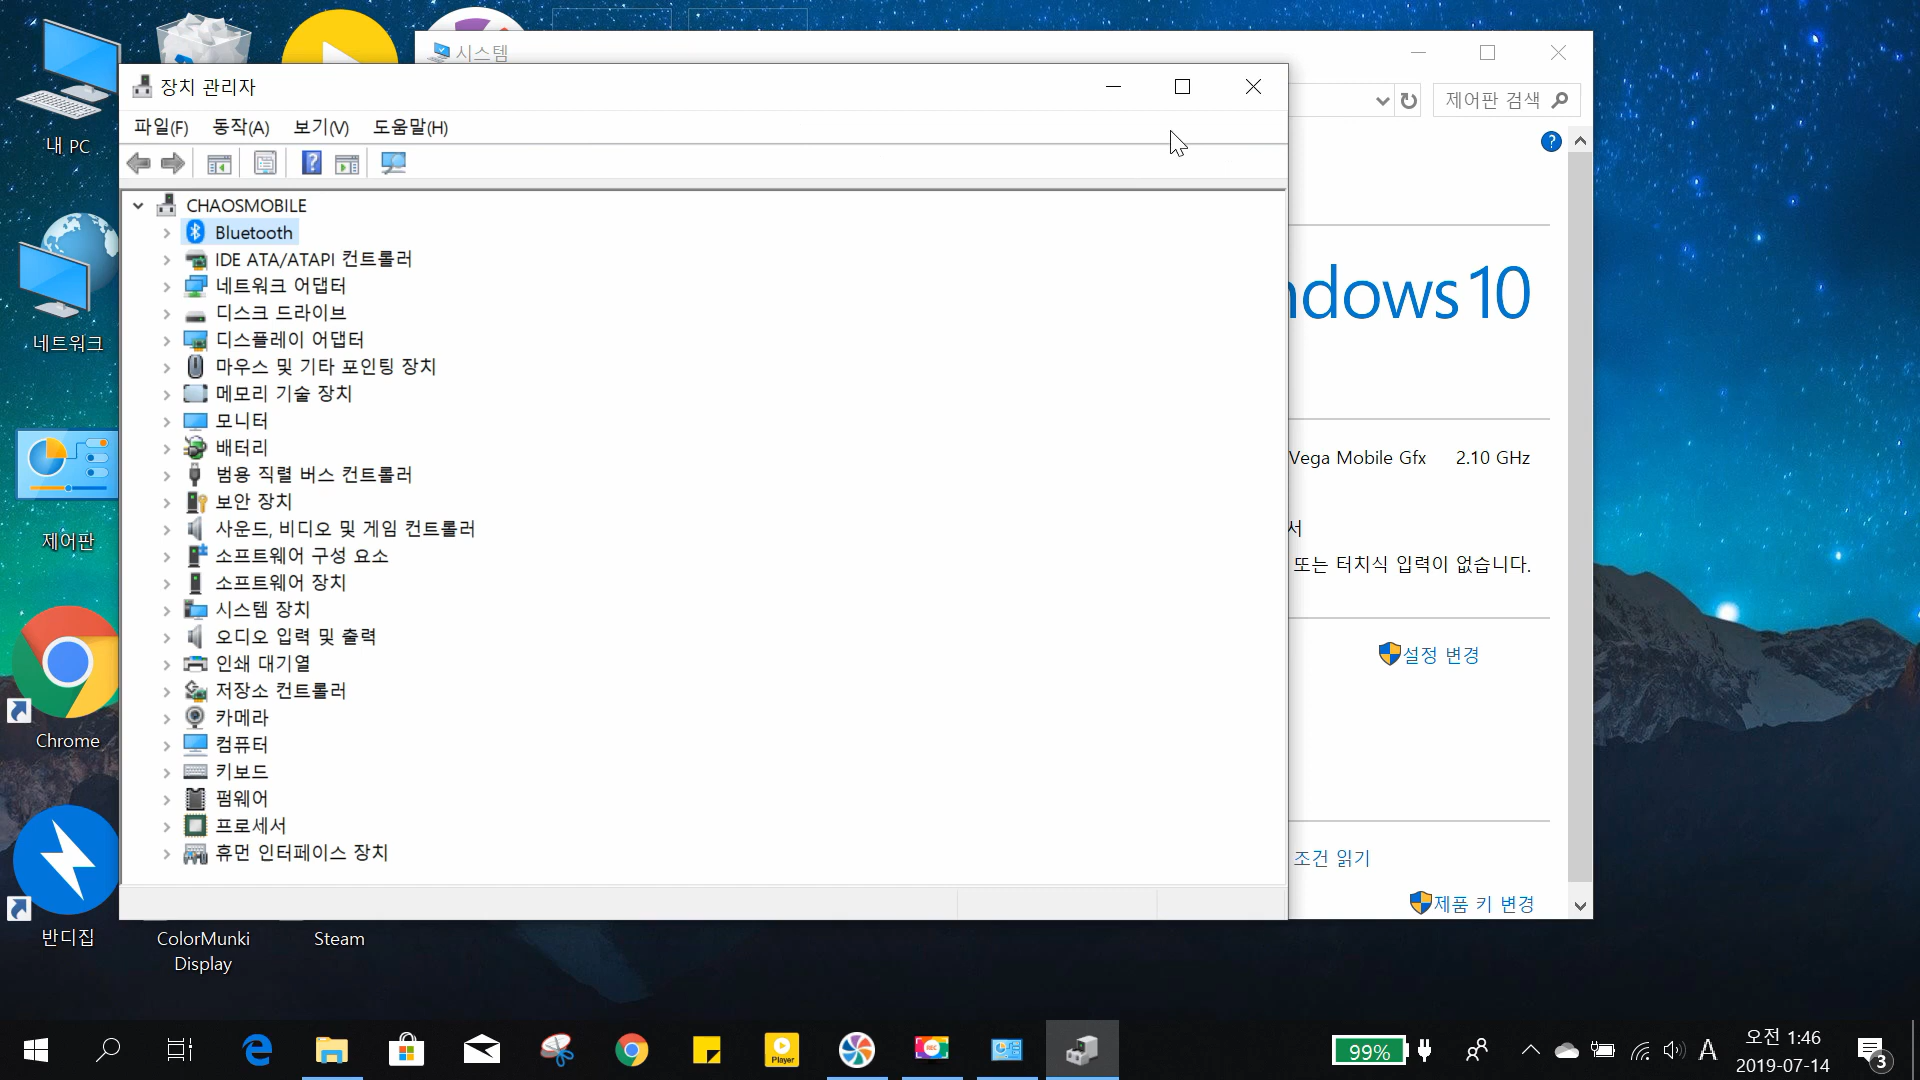 시스템
장치 관리자
파일(F) 동작(A) 보기(V) 도움말(H)
제어판 검색
CHAOSMOBILE
Bluetooth
IDE ATA/ATAPI 컨트롤러
네트워크 어댑터
디스크 드라이브
디스플레이 어댑터
마우스 및 기타 포인팅 장치
메모리 기술 장치
모니터
배터리
범용 직렬 버스 컨트롤러
보안 장치
사운드, 비디오 및 게임 컨트롤러
소프트웨어 구성 요소
소프트웨어 장치
시스템 장치
오디오 입력 및 출력
인쇄 대기열
저장소 컨트롤러
카메라
컴퓨터
키보드
펌웨어
프로세서
휴먼 인터페이스 장치
ndows 10
Vega Mobile Gfx 2.10 GHz
서
또는 터치식 입력이 없습니다.
설정 변경
조건 읽기
제품 키 변경
내 PC
네트워크
제어판
Chrome
반디집
ColorMunki
Display
Steam
Player
REC
99%
A
오전 1:46
2019-07-14
3